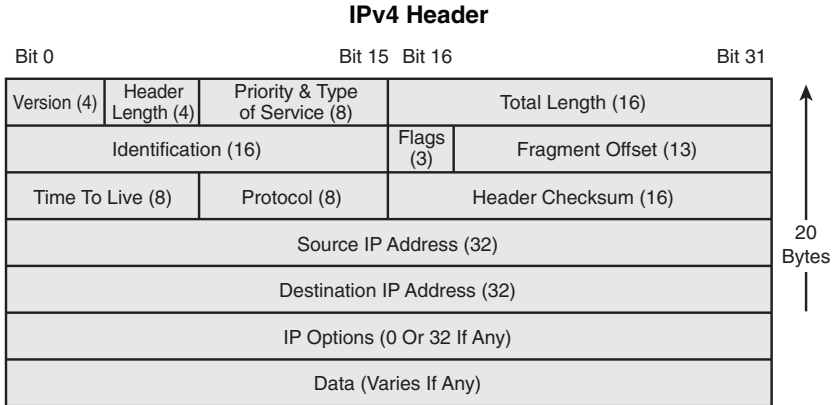 IPv4 Header
Bit 0
Bit 15
Bit 16
Bit 31
Version (4)
Header
Length (4)
Priority & Type
of Service (8)
Total Length (16)
Identification (16)
Flags
(3)
Fragment Offset (13)
Time To Live (8)
Protocol (8)
Header Checksum (16)
Source IP Address (32)
20
Bytes
Destination IP Address (32)
IP Options (0 Or 32 If Any)
Data (Varies If Any)